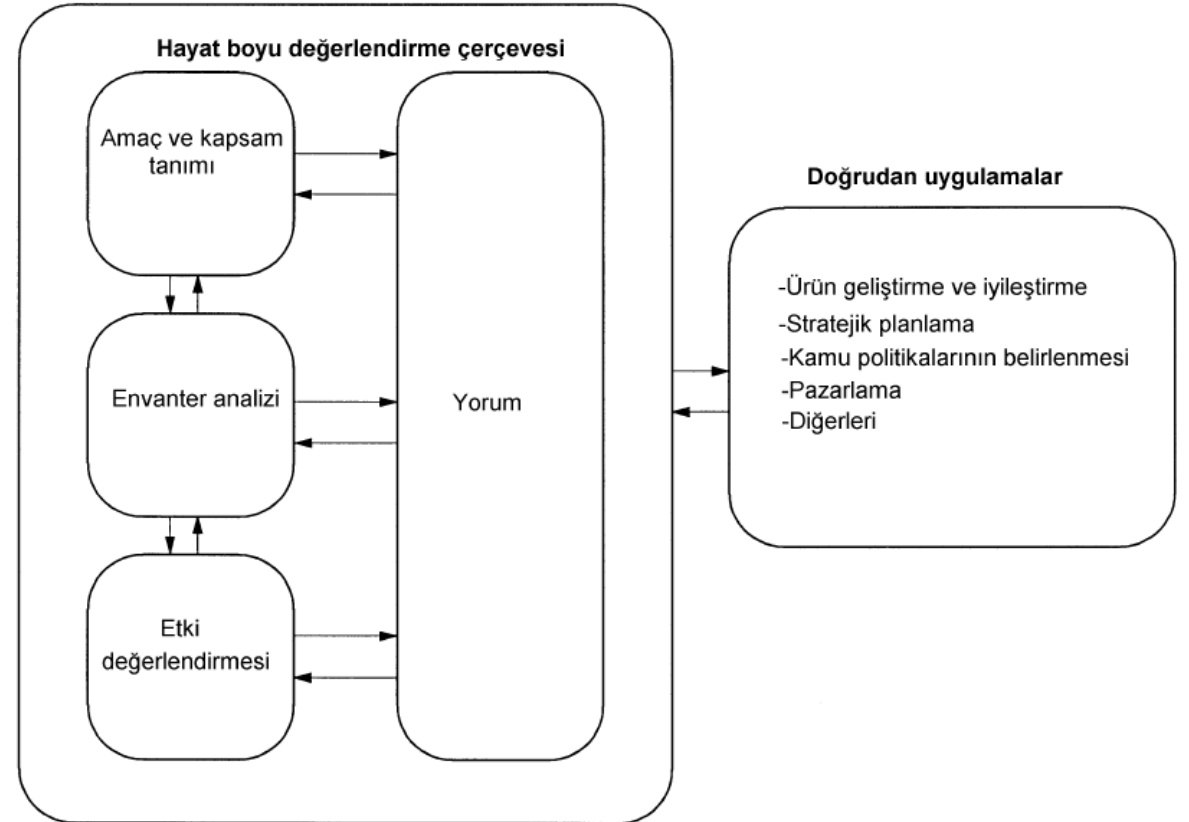 Hayat boyu değerlendirme çerçevesi
Amaç ve kapsam
tanımı
Envanter analizi
Etki
değerlendirmesi
Yorum
Doğrudan uygulamalar
-Ürün geliştirme ve iyileştirme
-Stratejik planlama
-Kamu politikalarının belirlenmesi
-Pazarlama
-Diğerleri